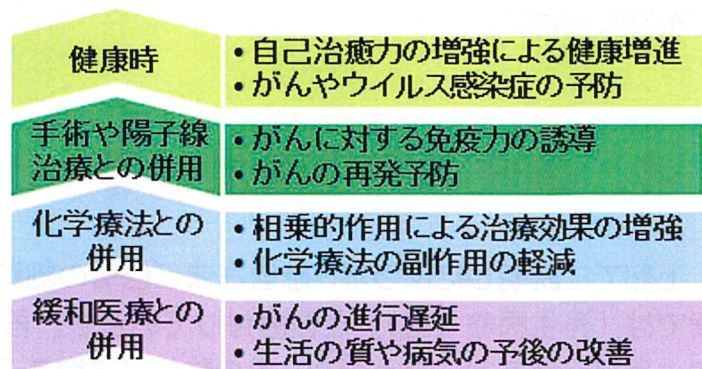 健康時
・自己治癒力の増強による健康増進
・がんやウイルス感染症の予防
手術や陽子線
治療との併用
・がんに対する免疫力の誘導
・がんの再発予防
化学療法との
併用
・相乗的作用による治療効果の増強
・化学療法の副作用の軽減
緩和医療との
併用
・がんの進行遅延
・生活の質や病気の予後の改善